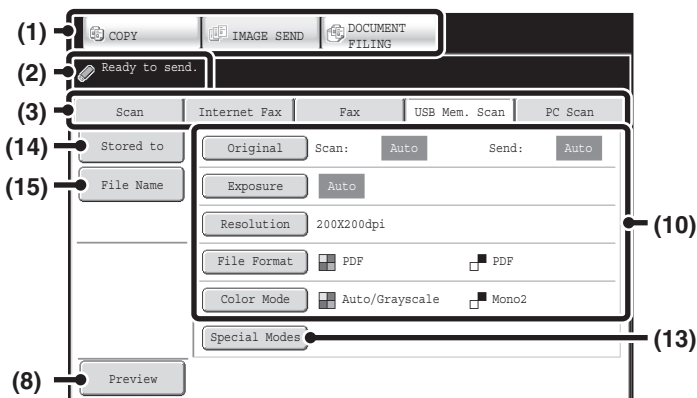 (1)
COPY
IMAGE SEND
DOCUMENT
FILING
(2)
Ready to send.
(3)
Scan
Internet Fax
Fax
USB Mem. Scan
PC Scan
(14)
Stored to
Original
Scan:
Auto
Send:
Auto
(15)
File Name
Exposure
Auto
Resolution
200X200dpi
(10)
File Format
PDF
PDF
Color Mode
Auto/Grayscale
Mono2
Special Modes
(13)
(8)
Preview